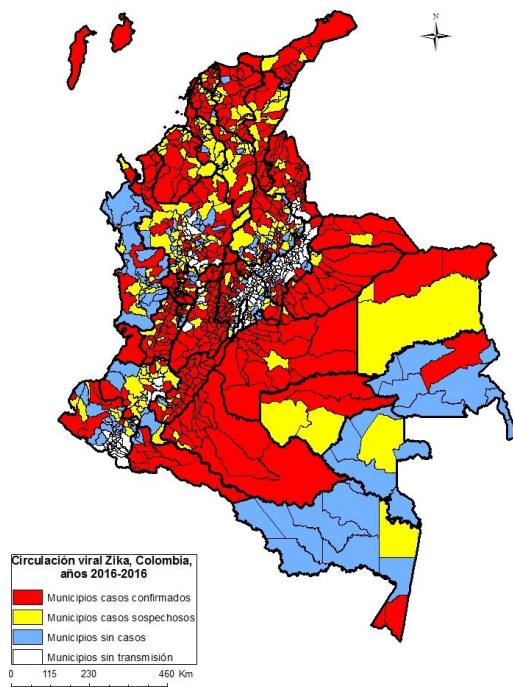 N
Circulación viral Zika, Colombia,
años 2016-2016
Municipios casos confirmados
Municipios casos sospechosos
Municipios sin casos
Municipios sin transmisión
0 115 230 460 Km